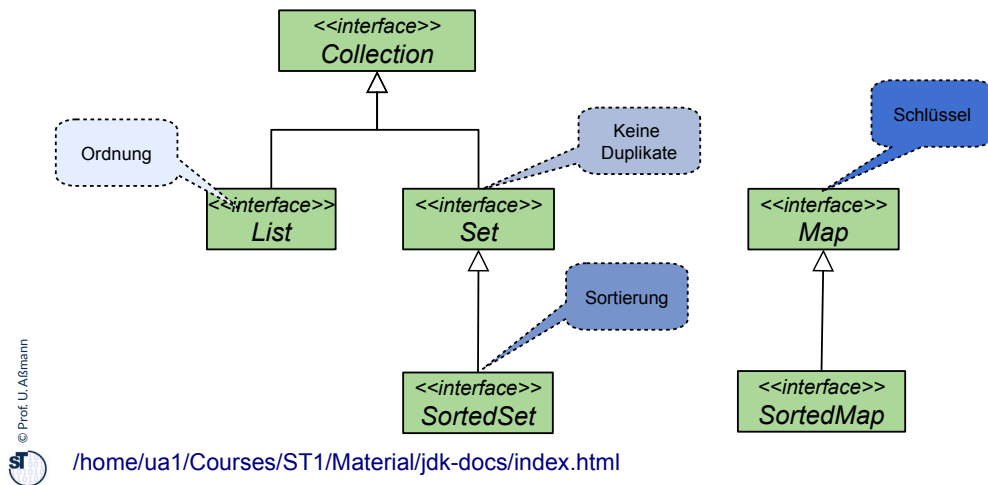 <<interface>>
Collection
Ordnung
Keine
Duplikate
Schlüssel
<<interface>>
List
<<interface>>
Set
<<interface>>
Map
Sortierung
<<interface>>
SortedSet
<<interface>>
SortedMap
© Prof. U. Aßmann
ST
/home/ua1/Courses/ST1/Material/jdk-docs/index.html